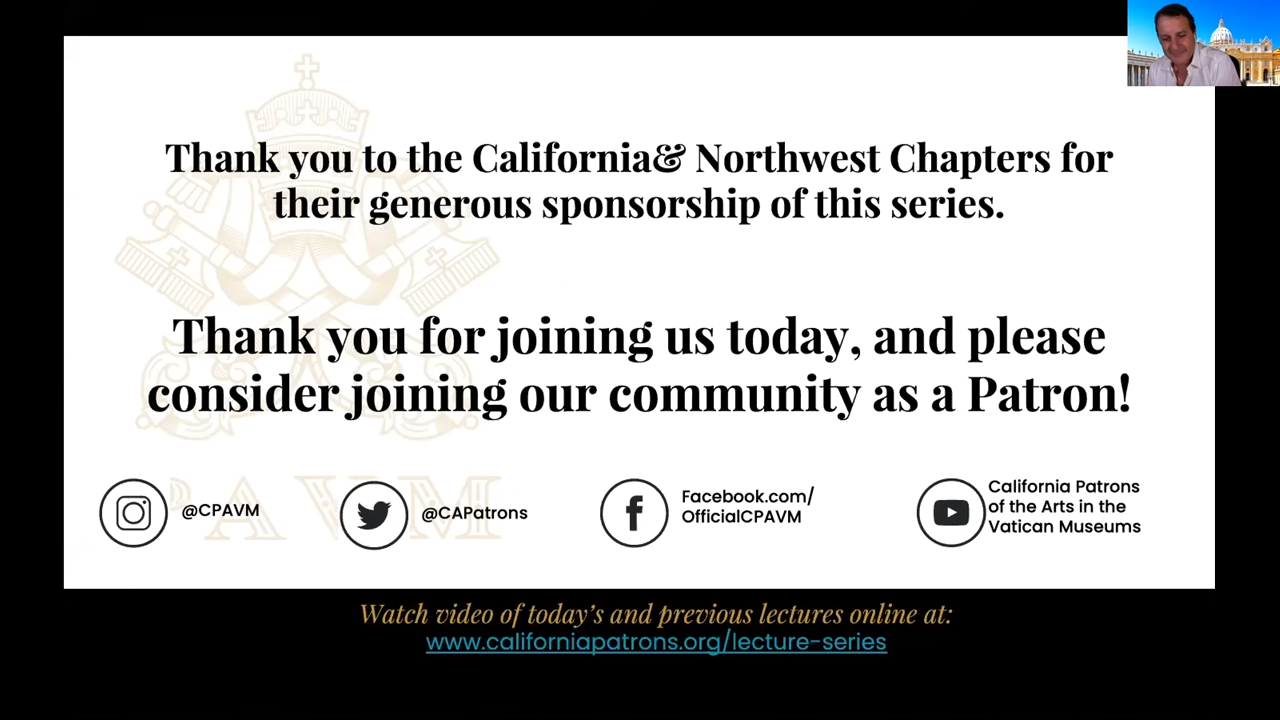 Thank you to the California& Northwest Chapters for
their generous sponsorship of this series.
Thank you for joining us today, and please
consider joining our community as a Patron!
@CPAVM
@CAPatrons
Facebook.com/
OfficialCPAVM
California Patrons
of the Arts in the
Vatican Museums
PAVM
Watch video of today's and previous lectures online at:
www.californiapatrons.org/lecture-series